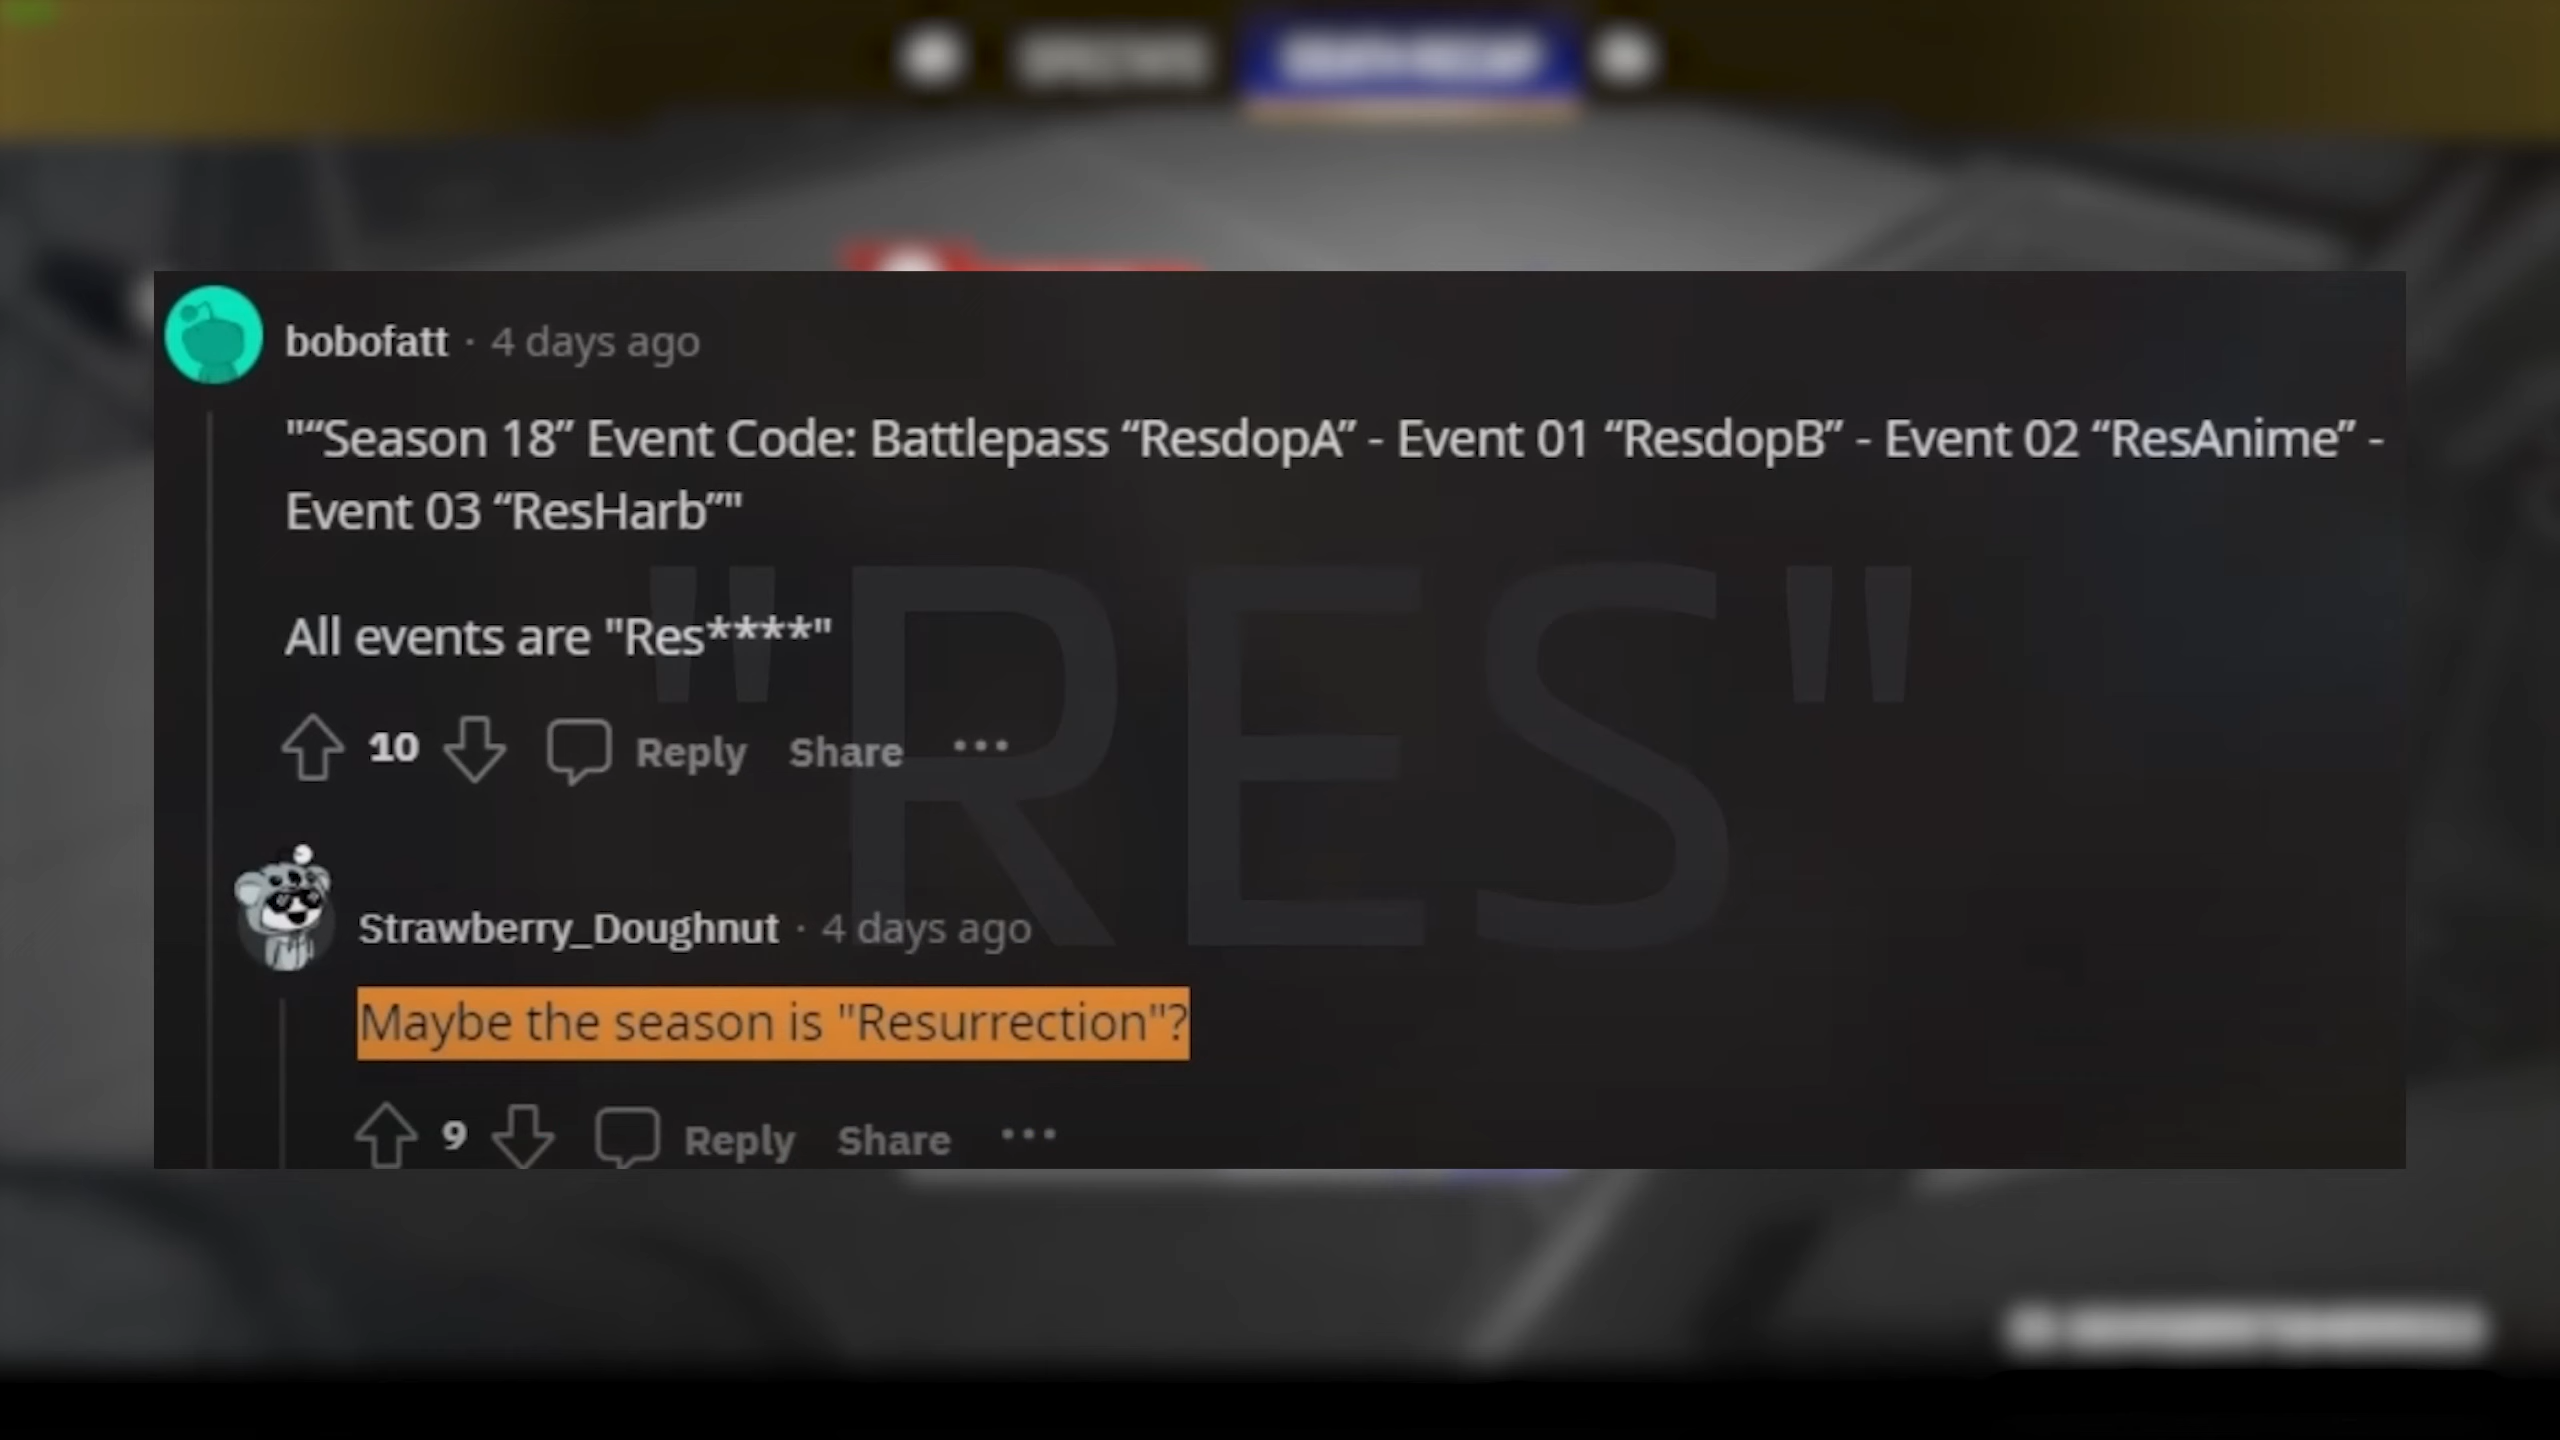 bobofatt · 4 days ago
"“Season 18” Event Code: Battlepass “ResdopA” - Event 01 “ResdopB” - Event 02 “ResAnime” -
Event 03 “ResHarb”"
All events are "Res****"
"RES"
10 Reply Share ...
Strawberry_Doughnut · 4 days ago
Maybe the season is "Resurrection"?
9 Reply Share ...